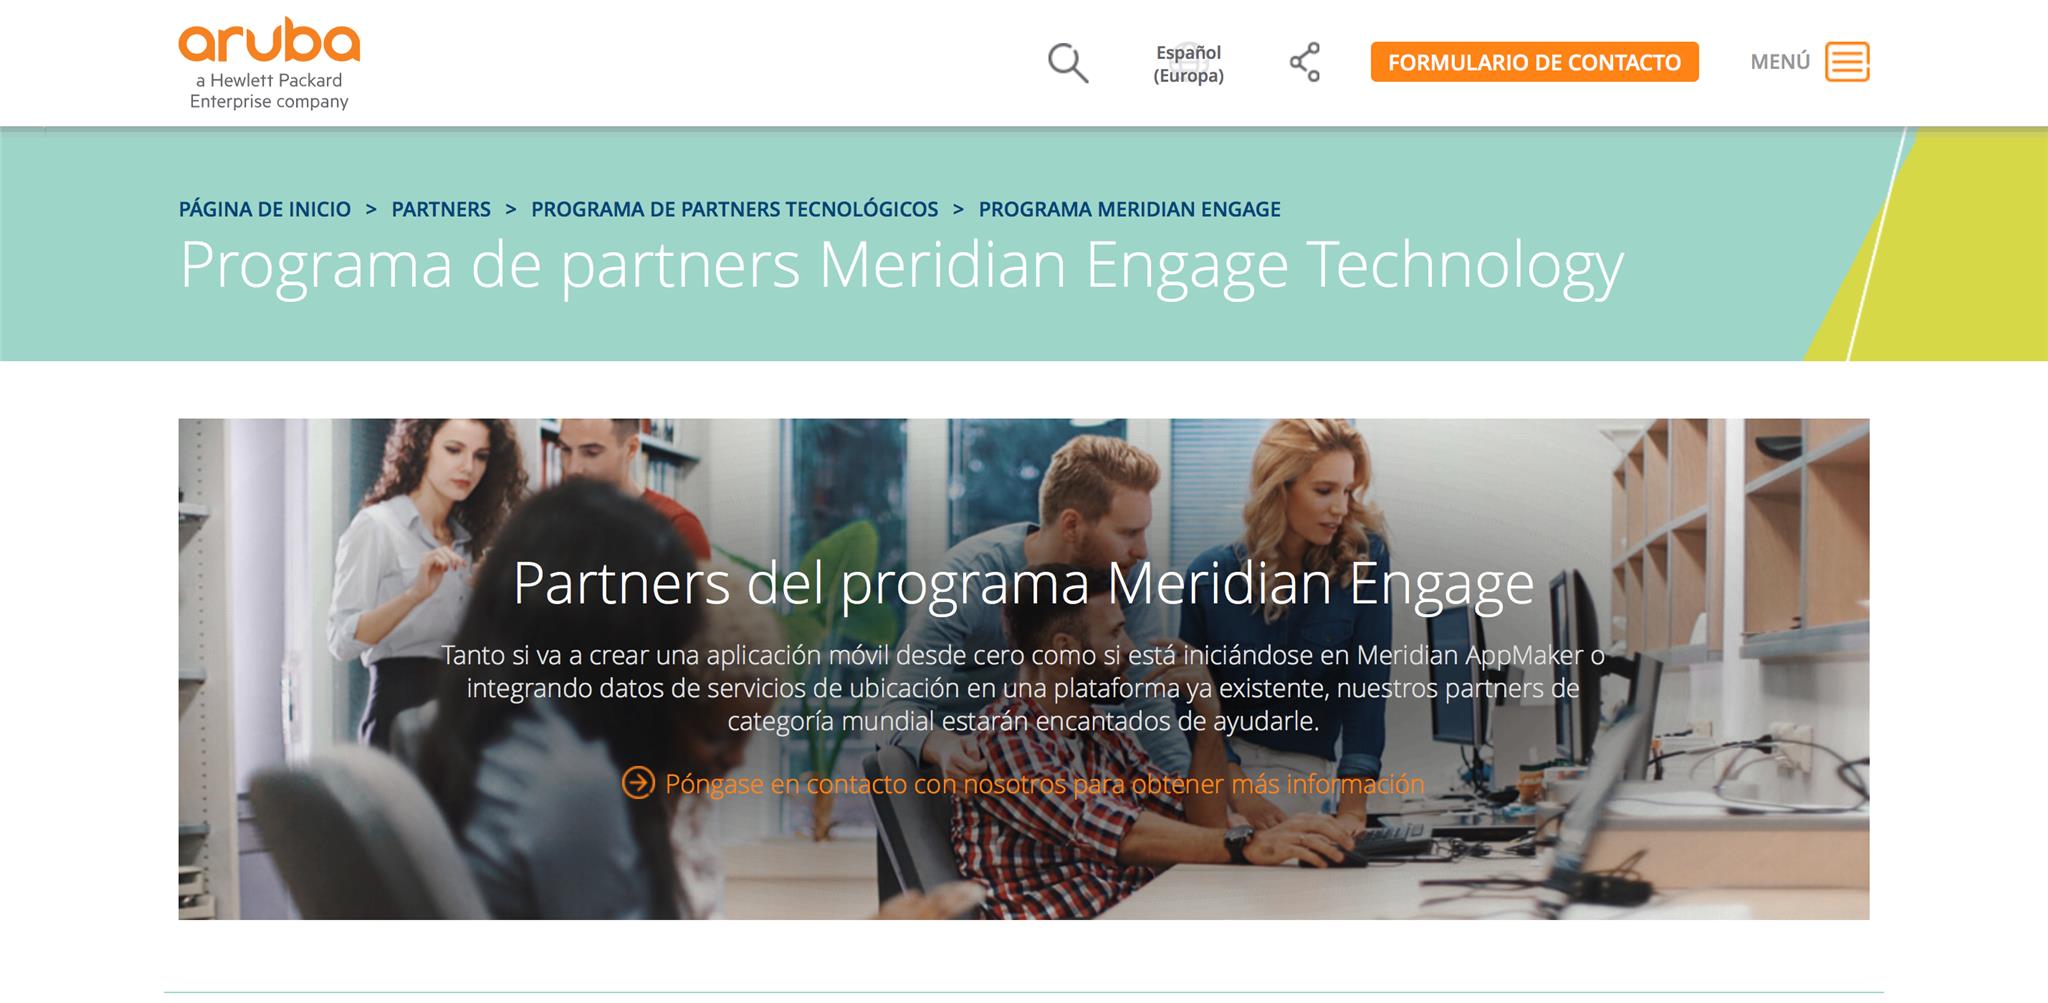 aruba
a Hewlett Packard
Enterprise company
Español
(Europa)
FORMULARIO DE CONTACTO
MENÚ
PÁGINA DE INICIO > PARTNERS > PROGRAMA DE PARTNERS TECNOLÓGICOS > PROGRAMA MERIDIAN ENGAGE
Programa de partners Meridian Engage Technology
Partners del programa Meridian Engage
Tanto si va a crear una aplicación móvil desde cero como si está iniciándose en Meridian AppMaker o
integrando datos de servicios de ubicación en una plataforma ya existente, nuestros partners de
categoría mundial estarán encantados de ayudarle.
Póngase en contacto con nosotros para obtener más información